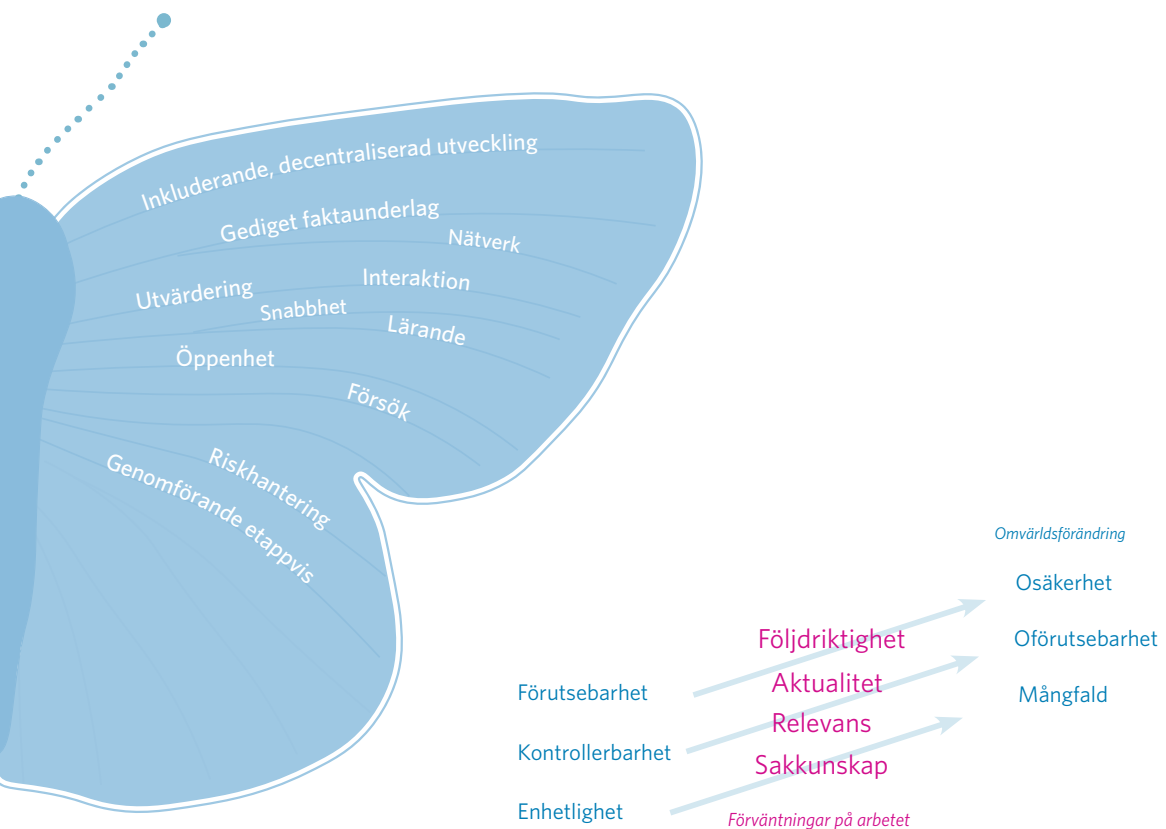 Inkluderande, decentraliserad utveckling
Gediget faktaunderlag
Nätverk
Interaktion
Utvärdering
Snabbhet
Lärande
Öppenhet
Försök
Riskhantering
Genomförande etappvis
Omvärldsförändring
Osäkerhet
Oförutsebarhet
Mångfald
Följdriktighet
Aktualitet
Relevans
Sakkunskap
Förutsebarhet
Kontrollerbarhet
Enhetlighet
Förväntningar på arbetet